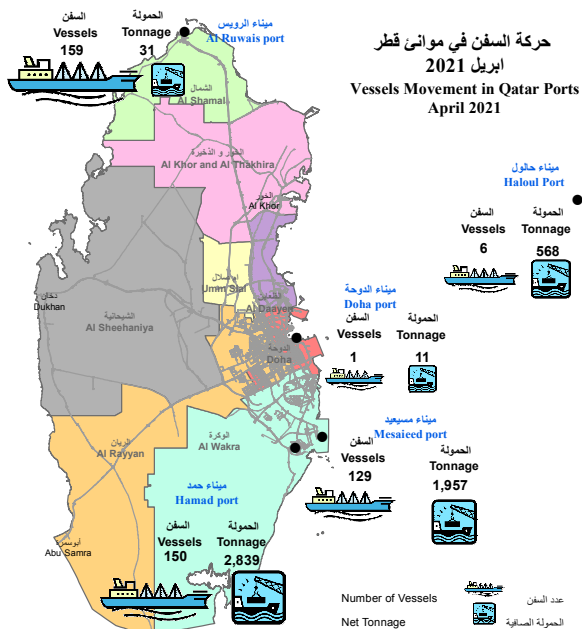 حركة السفن في موانئ قطر
ابريل 2021
Vessels Movement in Qatar Ports
April 2021
ميناء الرويس
Al Ruwais port
السفن
Vessels
159
الحمولة
Tonnage
31
الشمال
Al Shamal
الخور و الذخيرة
Al Khor and Al Thakhira
الخور
Al Khor
ميناء حالول
Haloul Port
السفن
Vessels
6
الحمولة
Tonnage
568
أم صلال
Umm Slal
دخان
Dukhan
الشيحانية
Al Sheehaniya
الظعاين
Al Daayen
ميناء الدوحة
Doha port
السفن
Vessels
1
الحمولة
Tonnage
11
الدوحة
Doha
ميناء مسيعيد
Mesaieed port
السفن
Vessels
129
الحمولة
Tonnage
1,957
الريان
Al Rayyan
الوكرة
Al Wakra
ميناء حمد
Hamad port
السفن
Vessels
150
الحمولة
Tonnage
2,839
أبوسمرة
Abu Samra
Number of Vessels عدد السفن
Net Tonnage الحمولة الصافية